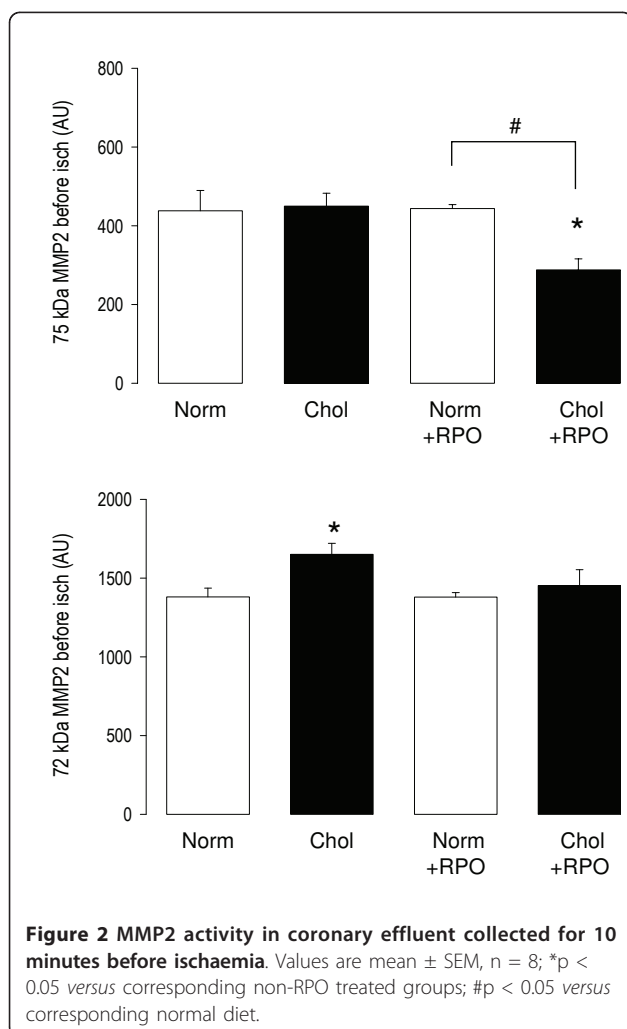 800
600
400
200
0
75 kDa MMP2 before isch (AU)
#
*
Norm
Chol
Norm
+RPO
Chol
+RPO
2000
1500
1000
500
0
72 kDa MMP2 before isch (AU)
*
Norm
Chol
Norm
+RPO
Chol
+RPO
Figure 2 MMP2 activity in coronary effluent collected for 10
minutes before ischaemia. Values are mean ± SEM, n = 8; *p <
0.05 versus corresponding non-RPO treated groups; #p < 0.05 versus
corresponding normal diet.